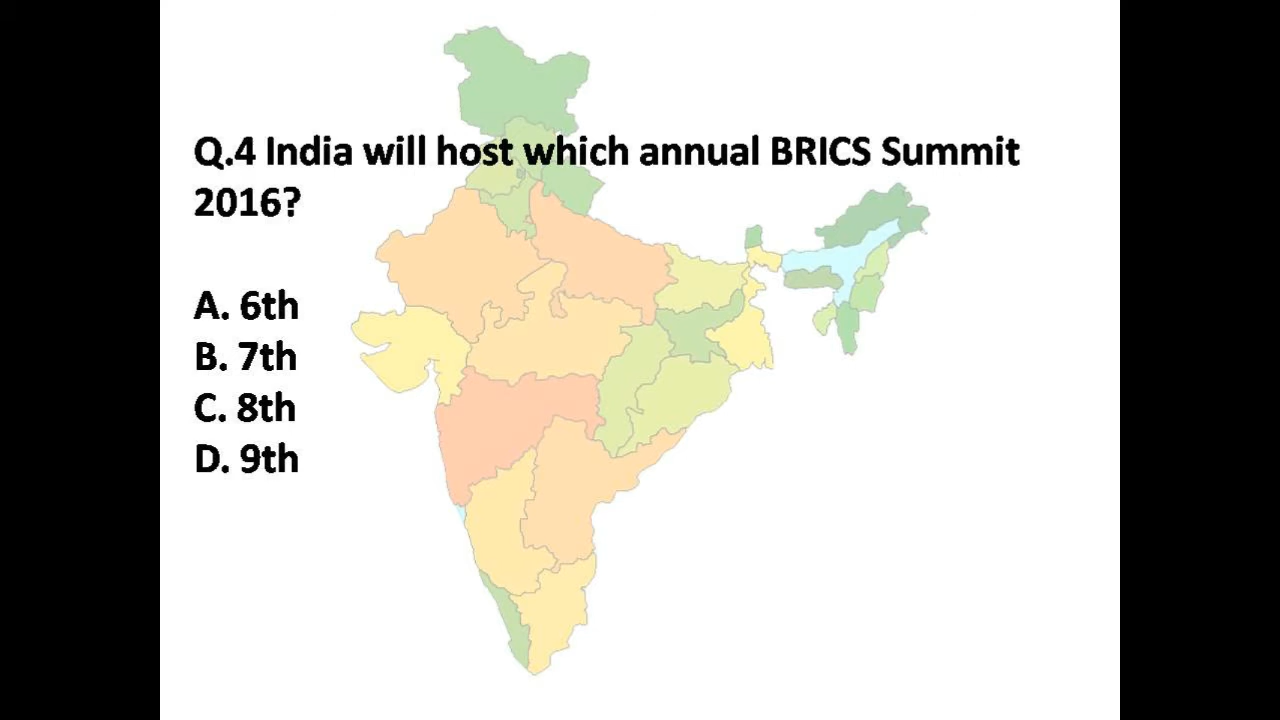 Q.4 India will host which annual BRICS Summit
2016?
A. 6th
B. 7th
C. 8th
D. 9th